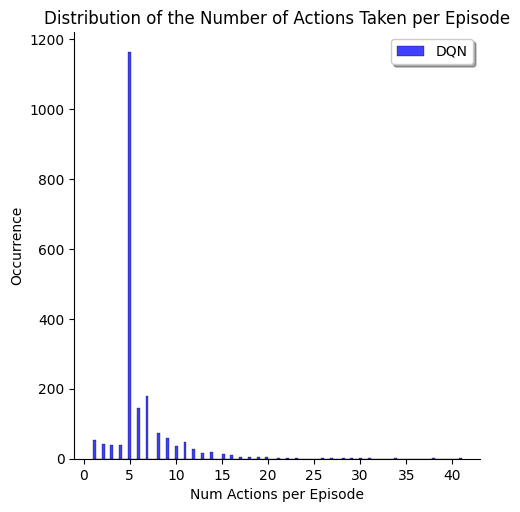 Distribution of the Number of Actions Taken per Episode
DQN
Occurrence
1200
1000
800
600
400
200
0
0 5 10 15 20 25 30 35 40
Num Actions per Episode